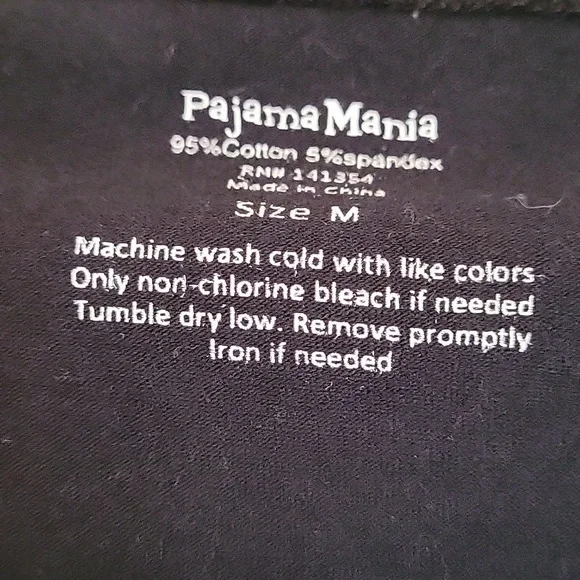 Pajama Mania
95%Cotton 5%spandex
RN# 141354
Made in China
Size M
Machine wash cold with like colors
Only non-chlorine bleach if needed
Tumble dry low. Remove promptly
Iron if needed